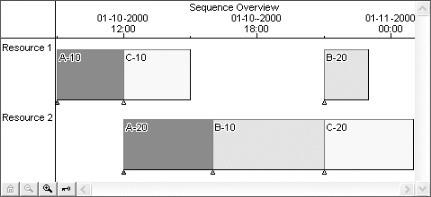 Sequence Overview
01-10-2000 01-10--2000 01-11-2000
12:00 18:00 00:00
Resource 1
A-10 C-10 B-20
Resource 2
A-20 B-10 C-20